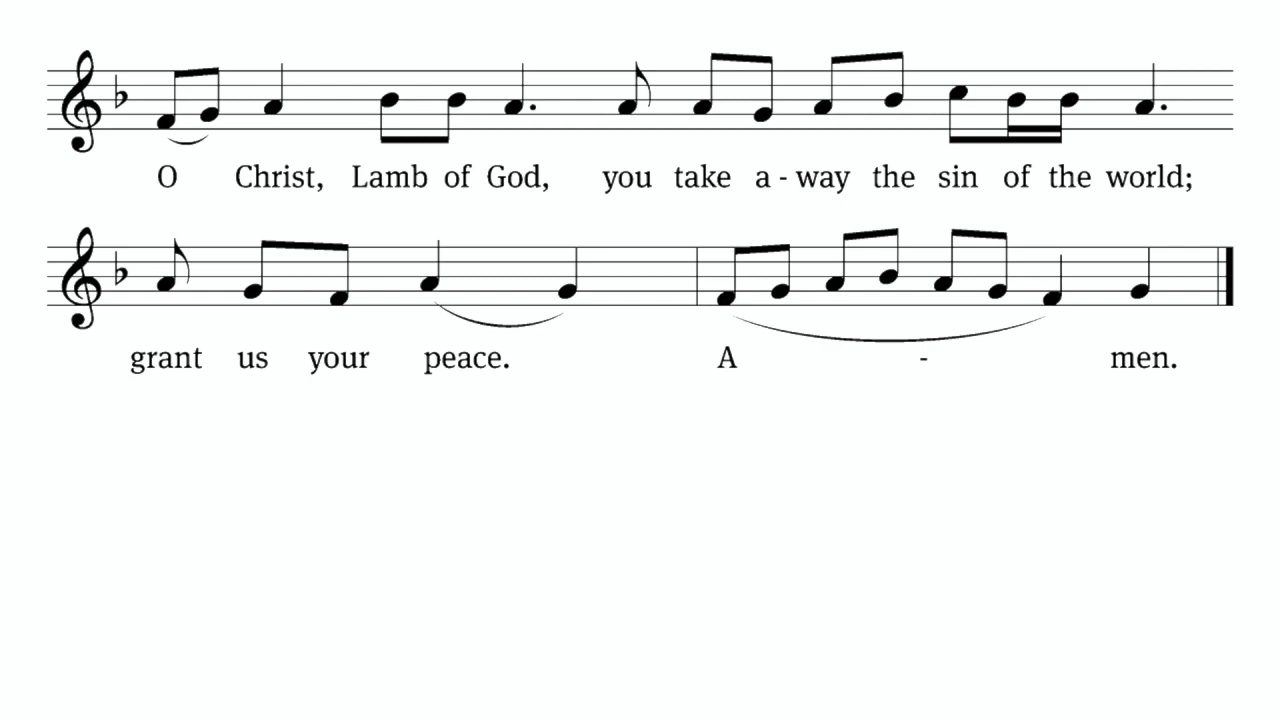 O Christ, Lamb of God, you take a - way the sin of the world;
grant us your peace. A - men.